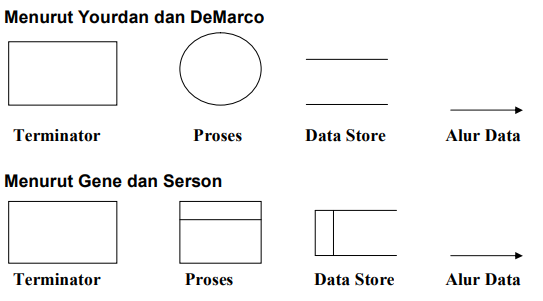 Menurut Yourdan dan DeMarco
Terminator Proses Data Store Alur Data
Menurut Gene dan Serson
Terminator Proses Data Store Alur Data